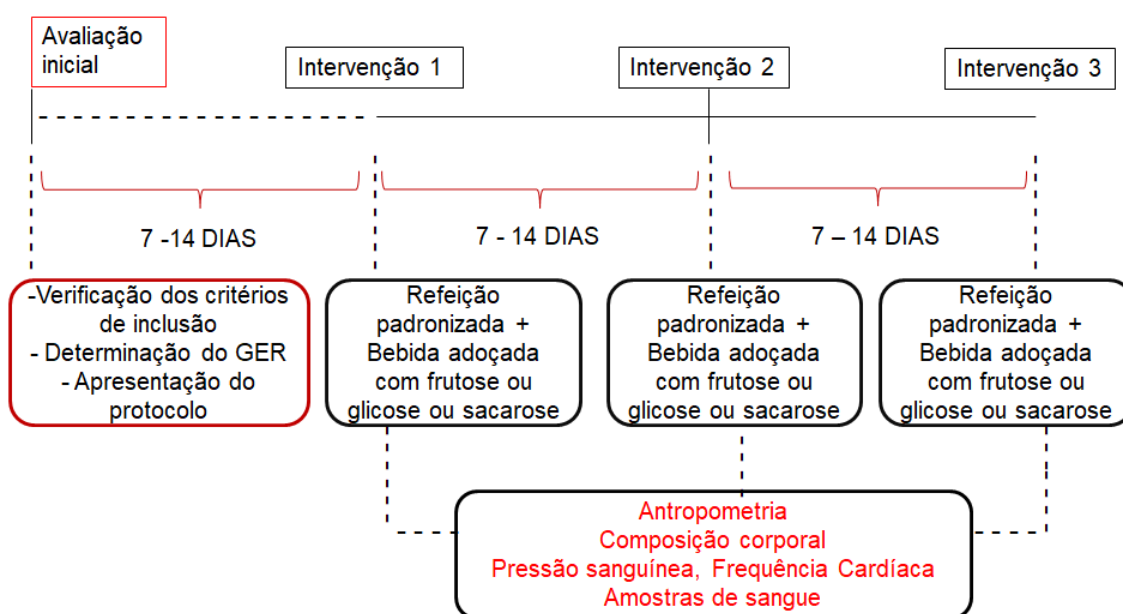 Avaliação
inicial
Intervenção 1
Intervenção 2
Intervenção 3
7 -14 DIAS
7 - 14 DIAS
7 – 14 DIAS
-Verificação dos critérios
de inclusão
- Determinação do GER
- Apresentação do
protocolo
Refeição
padronizada +
Bebida adoçada
com frutose ou
glicose ou sacarose
Refeição
padronizada +
Bebida adoçada
com frutose ou
glicose ou sacarose
Refeição
padronizada +
Bebida adoçada
com frutose ou
glicose ou sacarose
Antropometria
Composição corporal
Pressão sanguínea, Frequência Cardíaca
Amostras de sangue